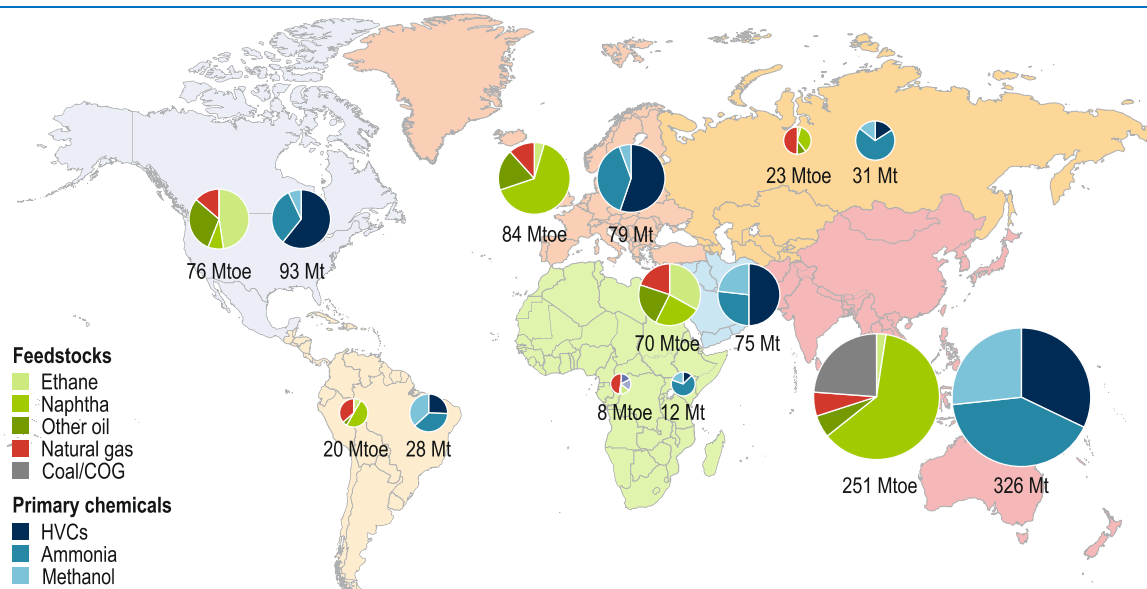 23 Mtoe
31 Mt
84 Mtoe
79 Mt
76 Mtoe
93 Mt
70 Mtoe
75 Mt
8 Mtoe
12 Mt
20 Mtoe
28 Mt
251 Mtoe
326 Mt
Feedstocks
Ethane
Naphtha
Other oil
Natural gas
Coal/COG
Primary chemicals
HVCs
Ammonia
Methanol